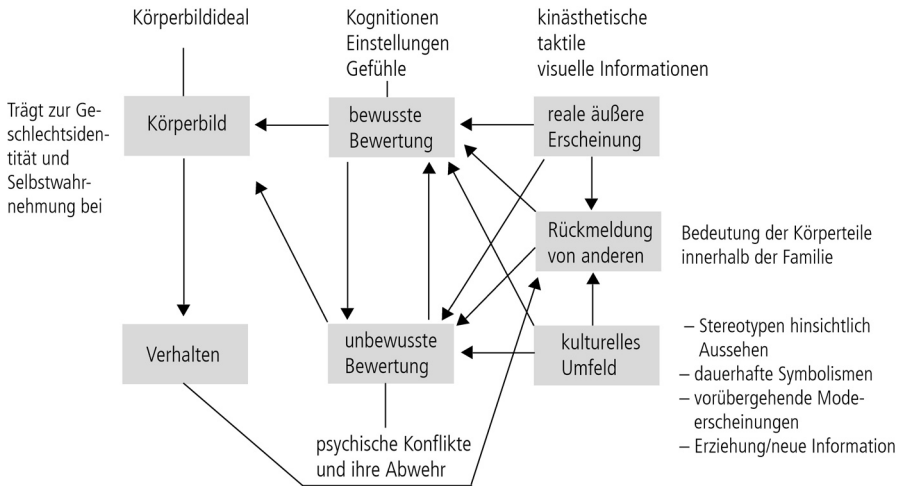 Körperbildideal
Kognitionen
Einstellungen
Gefühle
kinästhetische
taktile
visuelle Informationen
Trägt zur Ge-
schlechtsiden-
tität und
Selbstwahr-
nehmung bei
Körperbild
bewusste
Bewertung
reale äußere
Erscheinung
Rückmeldung
von anderen
Bedeutung der Körperteile
innerhalb der Familie
Verhalten
unbewusste
Bewertung
kulturelles
Umfeld
– Stereotypen hinsichtlich
Aussehen
– dauerhafte Symbolismen
– vorübergehende Mode-
erscheinungen
– Erziehung/neue Information
psychische Konflikte
und ihre Abwehr